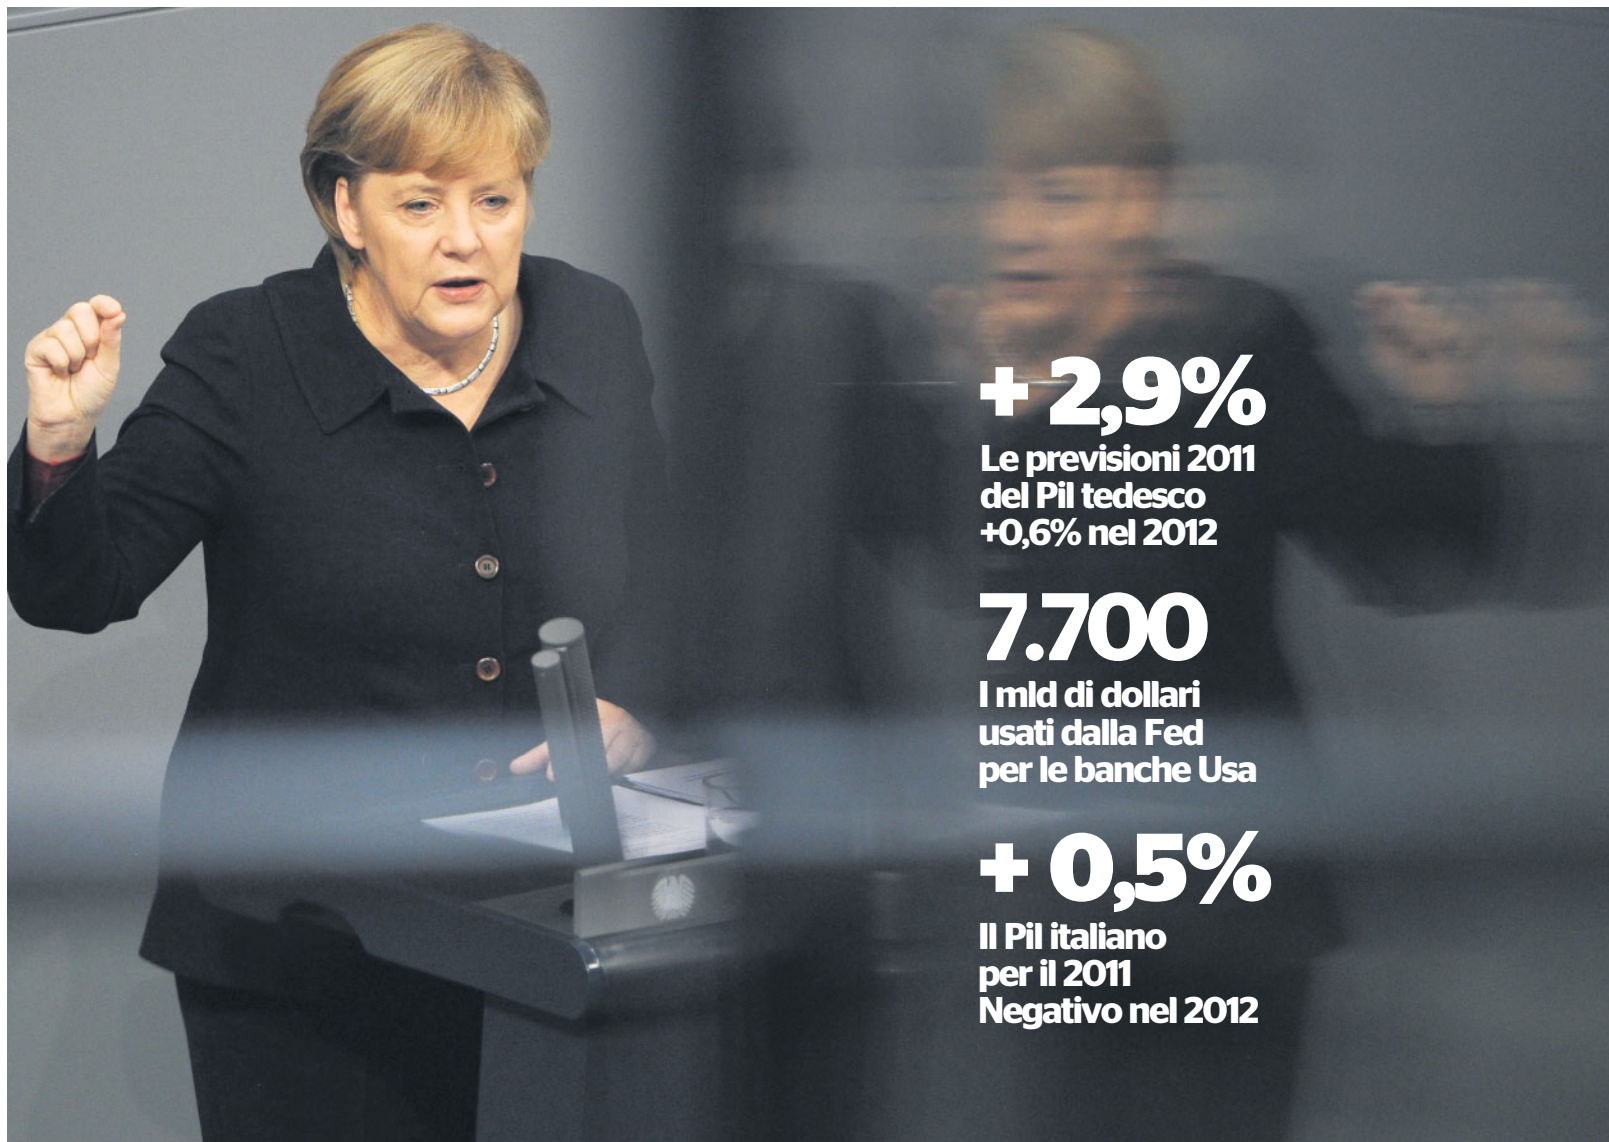 + 2,9%
Le previsioni 2011
del Pil tedesco
+0,6% nel 2012
7.700
I mld di dollari
usati dalla Fed
per le banche Usa
+ 0,5%
Il Pil italiano
per il 2011
Negativo nel 2012